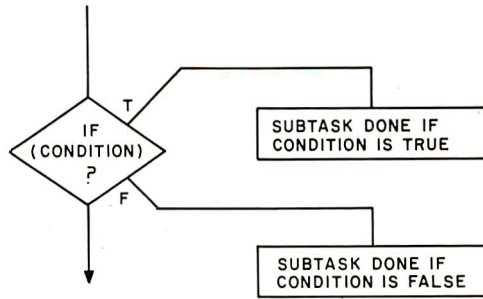 T
IF
(CONDITION)
?
SUBTASK DONE IF
CONDITION IS TRUE
F
SUBTASK DONE IF
CONDITION IS FALSE